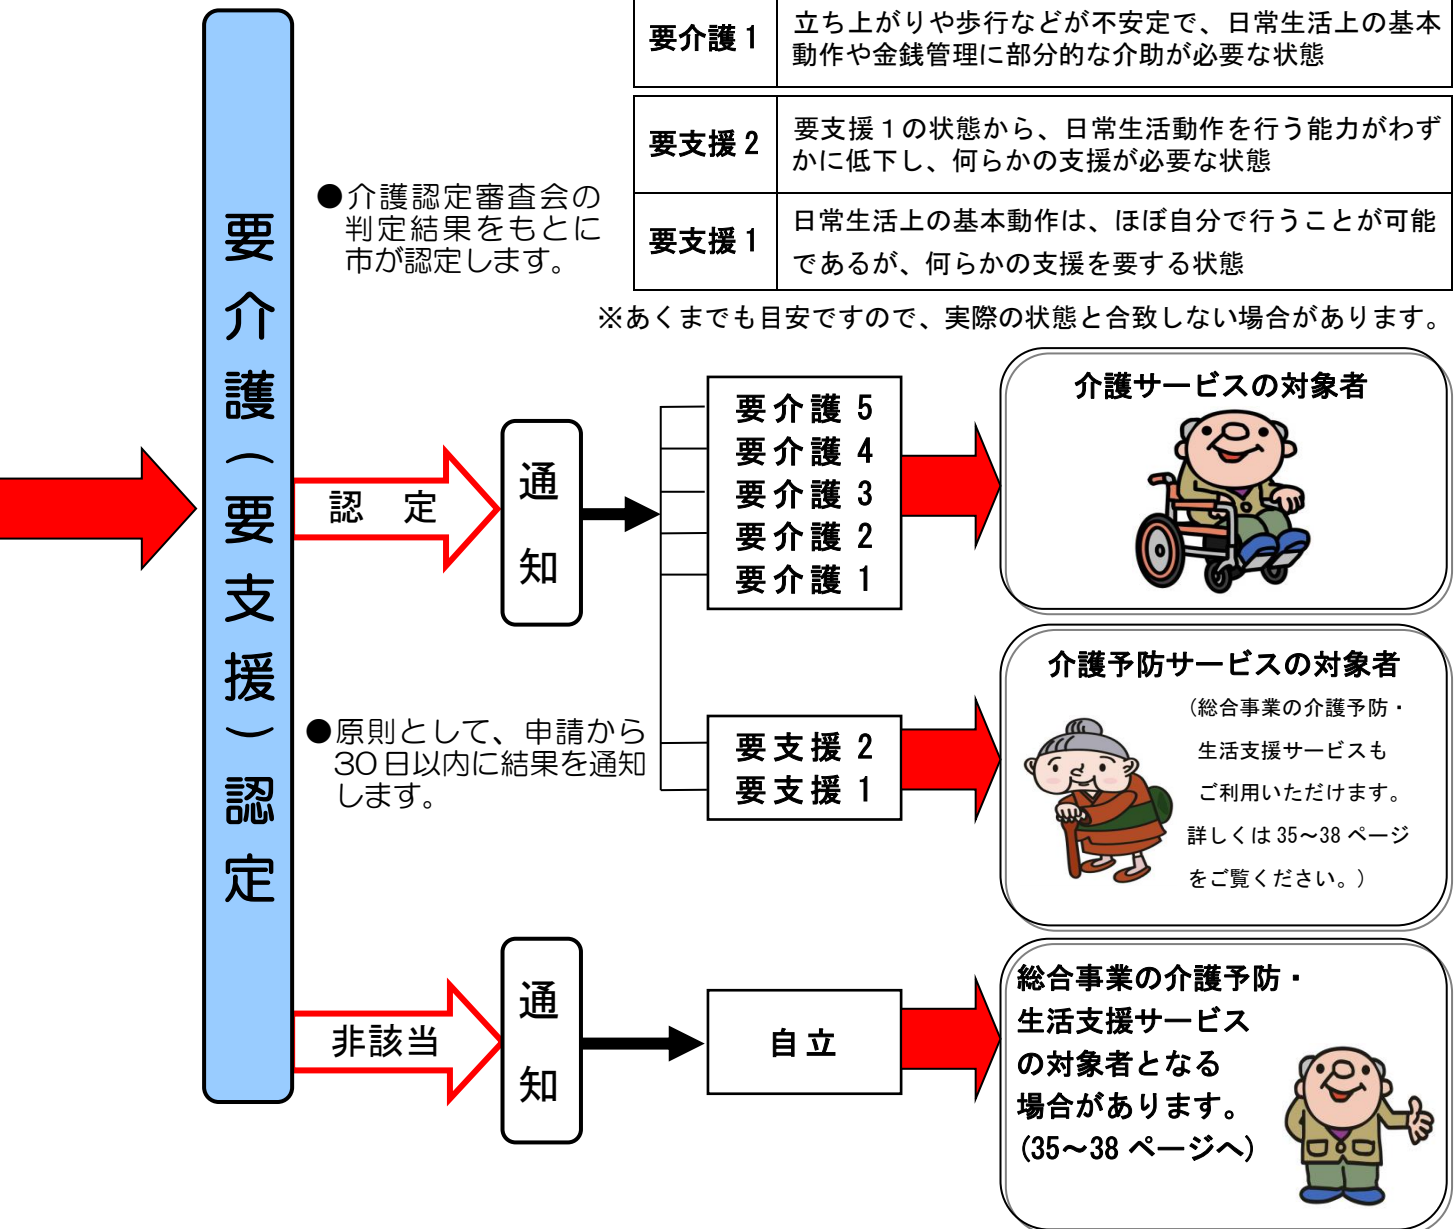 要介護１
立ち上がりや歩行などが不安定で、日常生活上の基本
動作や金銭管理に部分的な介助が必要な状態
要支援２
要支援１の状態から、日常生活動作を行う能力がわず
かに低下し、何らかの支援が必要な状態
要支援１
日常生活上の基本動作は、ほぼ自分で行うことが可能
であるが、何らかの支援を要する状態
※あくまでも目安ですので、実際の状態と合致しない場合があります。
要介護（要支援）認定
●介護認定審査会の
判定結果をもとに
市が認定します。
認　定
通知
要介護 5
要介護 4
要介護 3
要介護 2
要介護 1
介護サービスの対象者
●原則として、申請から
30日以内に結果を通知
します。
要支援 2
要支援 1
介護予防サービスの対象者
(総合事業の介護予防・
生活支援サービスも
ご利用いただけます。
詳しくは35～38ページ
をご覧ください。)
非該当
通知
自立
総合事業の介護予防・
生活支援サービス
の対象者となる
場合があります。
(35～38ページへ)